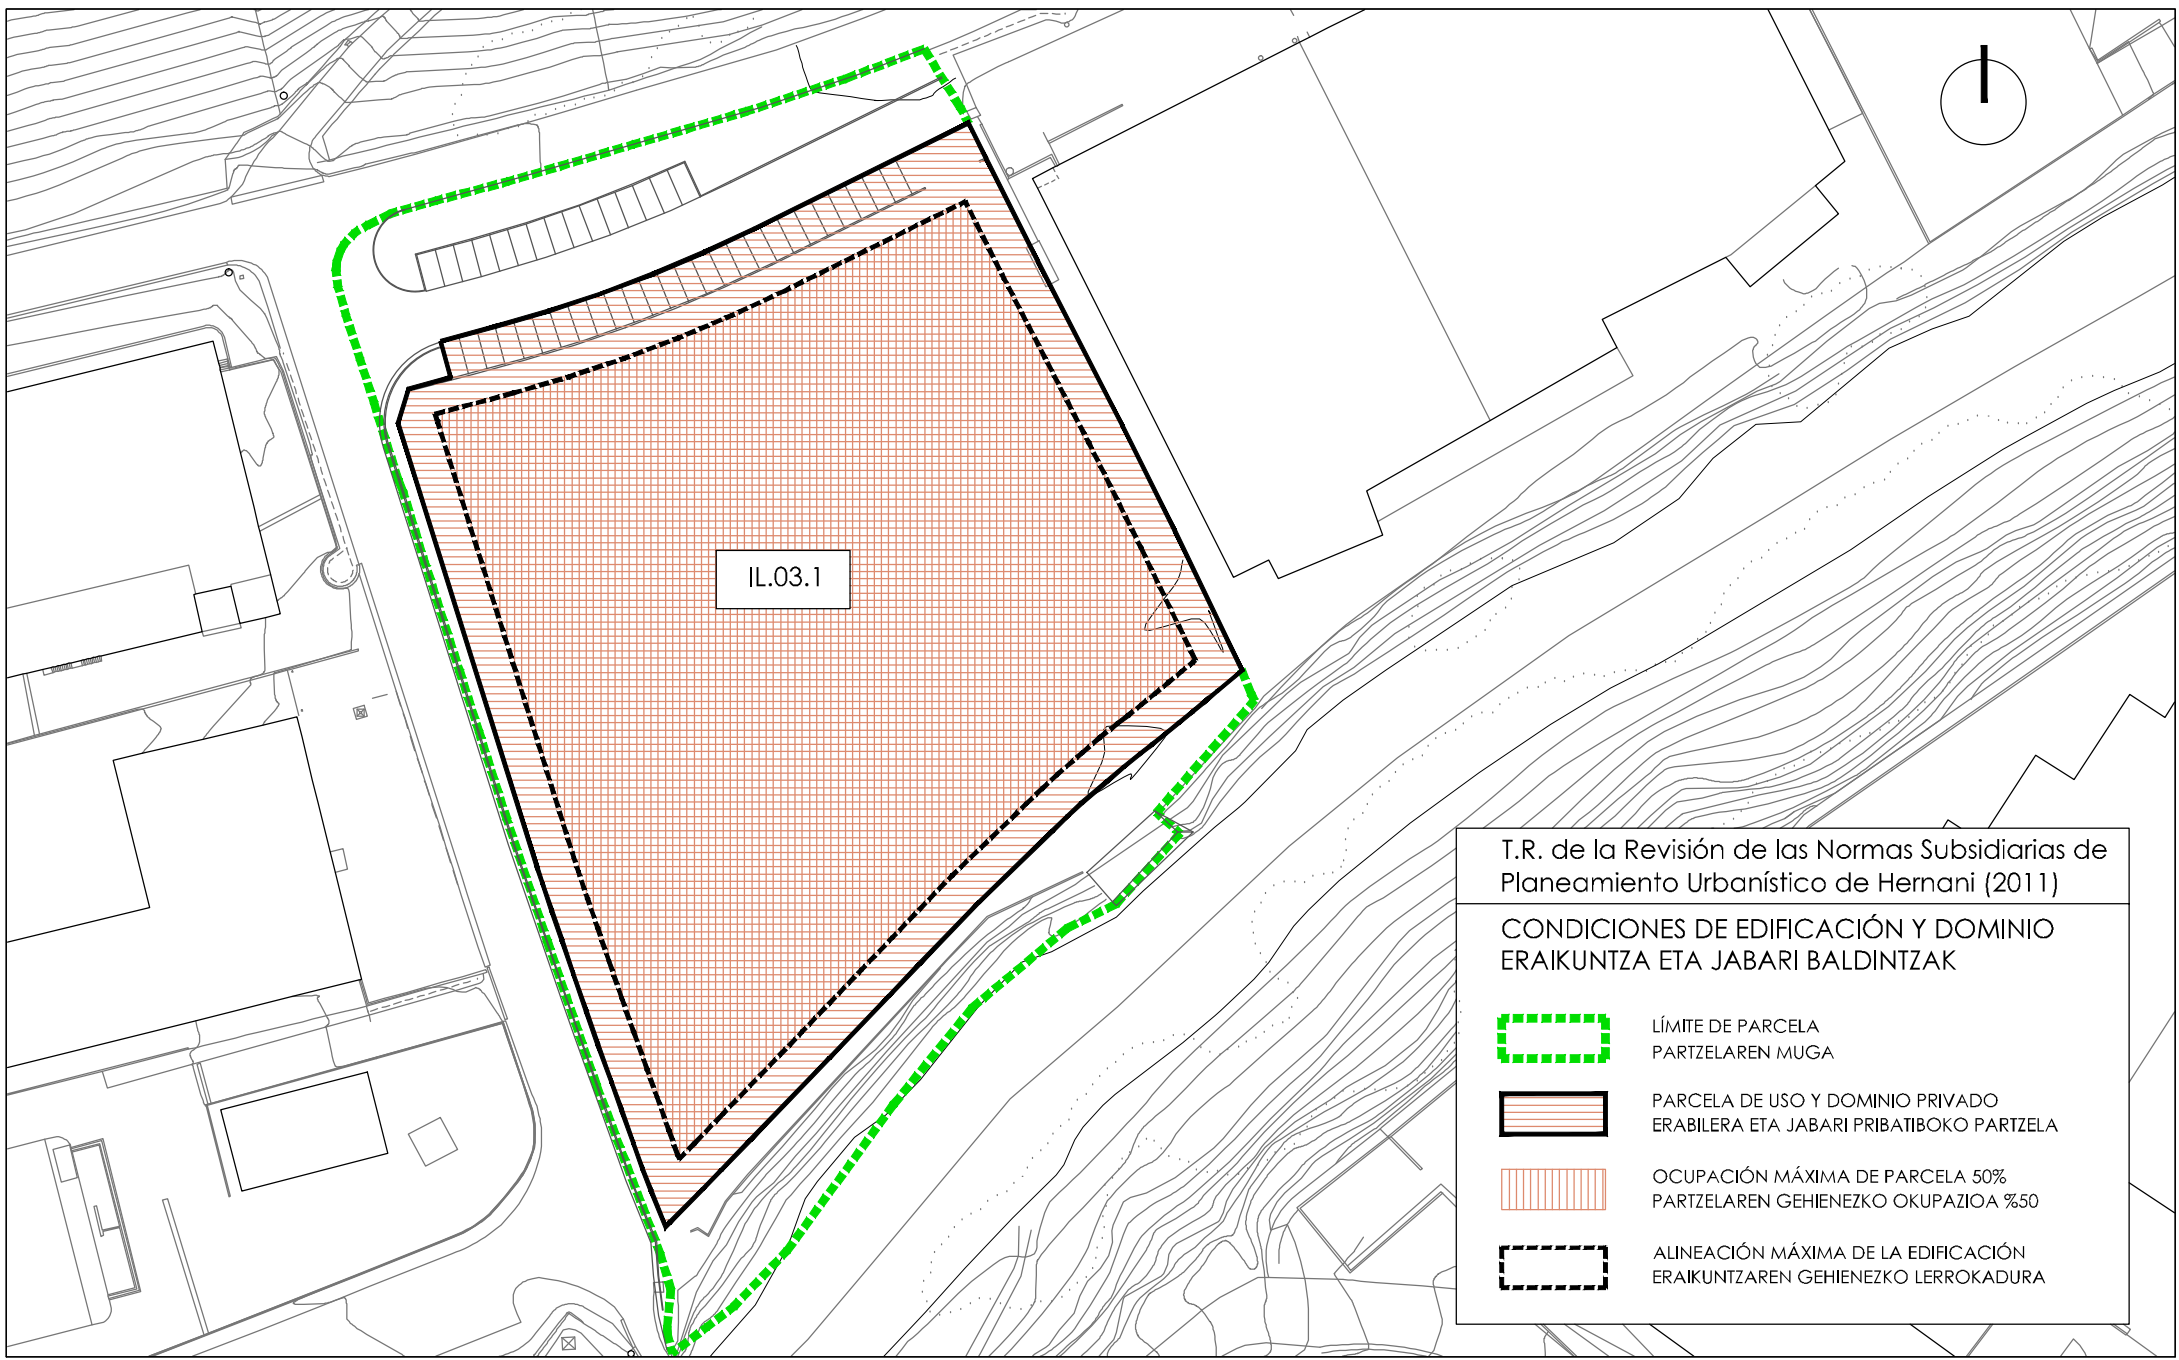 IL.03.1
T.R. de la Revisión de las Normas Subsidiarias de
Planeamiento Urbanístico de Hernani (2011)
CONDICIONES DE EDIFICACIÓN Y DOMINIO
ERAIKUNTZA ETA JABARI BALDINTZAK
LÍMITE DE PARCELA
PARTZELAREN MUGA
PARCELA DE USO Y DOMINIO PRIVADO
ERABILERA ETA JABARI PRIBATIBOKO PARTZELA
OCUPACIÓN MÁXIMA DE PARCELA 50%
PARTZELAREN GEHIENEZKO OKUPAZIOA %50
ALINEACIÓN MÁXIMA DE LA EDIFICACIÓN
ERAIKUNTZAREN GEHIENEZKO LERROKADURA